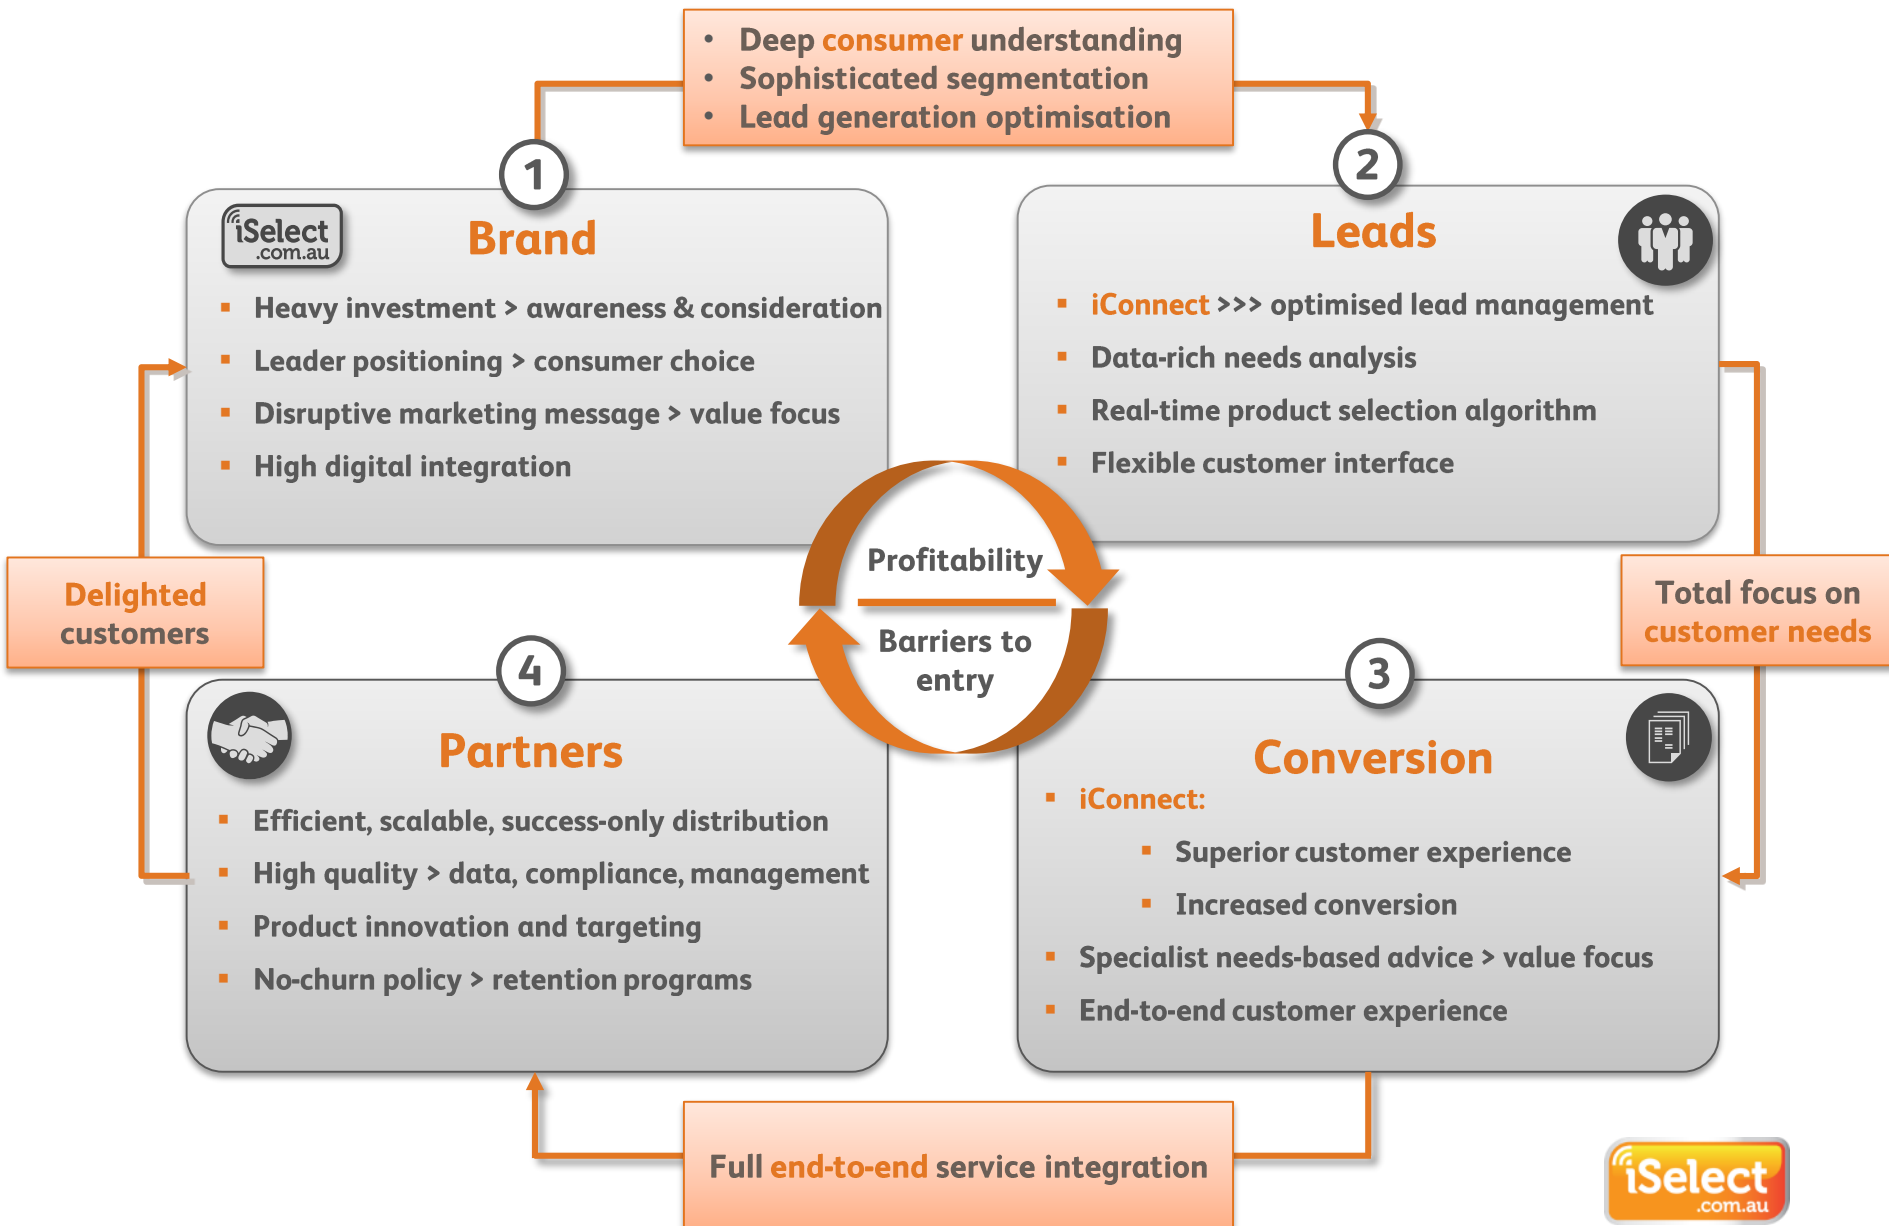 • Deep consumer understanding
• Sophisticated segmentation
• Lead generation optimisation
1
iSelect
.com.au
Brand
▪ Heavy investment > awareness & consideration
▪ Leader positioning > consumer choice
▪ Disruptive marketing message > value focus
▪ High digital integration
2
Leads
▪ iConnect >>> optimised lead management
▪ Data-rich needs analysis
▪ Real-time product selection algorithm
▪ Flexible customer interface
Delighted
customers
Profitability
Barriers to
entry
Total focus on
customer needs
4
Partners
▪ Efficient, scalable, success-only distribution
▪ High quality > data, compliance, management
▪ Product innovation and targeting
▪ No-churn policy > retention programs
3
Conversion
▪ iConnect:
▪ Superior customer experience
▪ Increased conversion
▪ Specialist needs-based advice > value focus
▪ End-to-end customer experience
Full end-to-end service integration
iSelect
.com.au